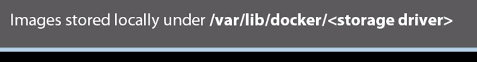 Images stored locally under /var/lib/docker/<storage driver>